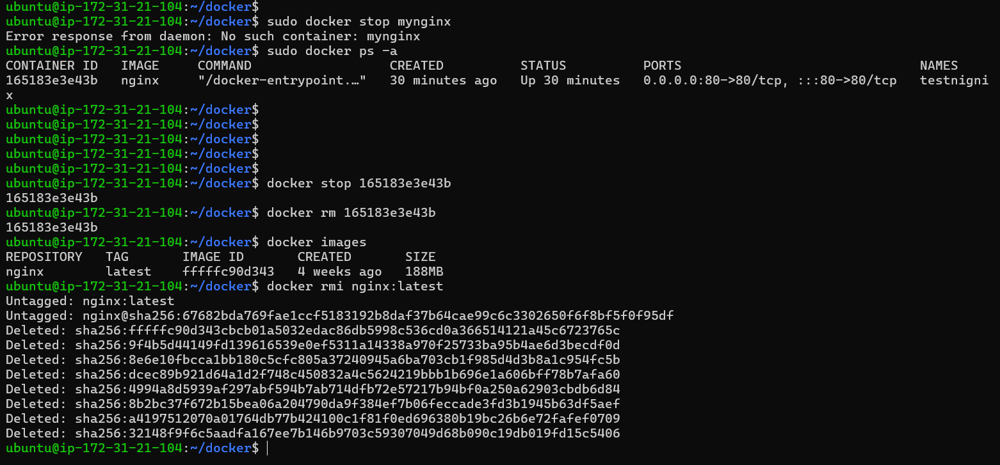 ubuntu@ip-172-31-21-104:~/docker$
ubuntu@ip-172-31-21-104:~/docker$ sudo docker stop mynginx
Error response from daemon: No such container: mynginx
ubuntu@ip-172-31-21-104:~/docker$ sudo docker ps -a
CONTAINER ID   IMAGE     COMMAND                  CREATED          STATUS          PORTS                               NAMES
165183e3e43b   nginx     "/docker-entrypoint.…"   30 minutes ago   Up 30 minutes   0.0.0.0:80->80/tcp, :::80->80/tcp   testnigni
x
ubuntu@ip-172-31-21-104:~/docker$
ubuntu@ip-172-31-21-104:~/docker$
ubuntu@ip-172-31-21-104:~/docker$
ubuntu@ip-172-31-21-104:~/docker$
ubuntu@ip-172-31-21-104:~/docker$
ubuntu@ip-172-31-21-104:~/docker$ docker stop 165183e3e43b
165183e3e43b
ubuntu@ip-172-31-21-104:~/docker$ docker rm 165183e3e43b
165183e3e43b
ubuntu@ip-172-31-21-104:~/docker$ docker images
REPOSITORY   TAG       IMAGE ID       CREATED       SIZE
nginx        latest    fffffc90d343   4 weeks ago   188MB
ubuntu@ip-172-31-21-104:~/docker$ docker rmi nginx:latest
Untagged: nginx:latest
Untagged: nginx@sha256:67682bda769fae1ccf5183192b8daf37b64cae99c6c3302650f6f8bf5f0f95df
Deleted: sha256:fffffc90d343cbcb01a5032edac86db5998c536cd0a366514121a45c6723765c
Deleted: sha256:9f4b5d44149fd139616539e0ef5311a14338a970f25733ba95b4ae6d3becdf0d
Deleted: sha256:8e6e10fbcca1bb180c5cfc805a37240945a6ba703cb1f985d4d3b8a1c954fc5b
Deleted: sha256:dcec89b921d64a1d2f748c450832a4c5624219bbb1b696e1a606bff78b7afa60
Deleted: sha256:4994a8d5939af297abf594b7ab714dfb72e57217b94bf0a250a62903cbdb6d84
Deleted: sha256:8b2bc37f672b15bea06a204790da9f384ef7b06feccade3fd3b1945b63df5aef
Deleted: sha256:a4197512070a01764db77b424100c1f81f0ed696380b19bc26b6e72fafef0709
Deleted: sha256:32148f9f6c5aadfa167ee7b146b9703c59307049d68b090c19db019fd15c5406
ubuntu@ip-172-31-21-104:~/docker$